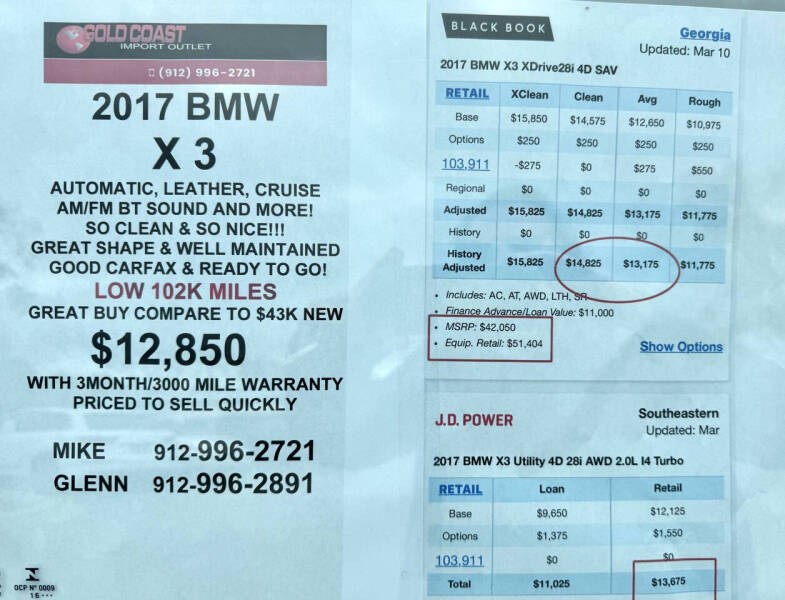 GOLD COAST
IMPORT OUTLET
(912) 996-2721
2017 BMW
X 3
AUTOMATIC, LEATHER, CRUISE
AM/FM BT SOUND AND MORE!
SO CLEAN & SO NICE!!!
GREAT SHAPE & WELL MAINTAINED
GOOD CARFAX & READY TO GO!
LOW 102K MILES
GREAT BUY COMPARE TO $43K NEW
$12,850
WITH 3MONTH/3000 MILE WARRANTY
PRICED TO SELL QUICKLY
MIKE 912-996-2721
GLENN 912-996-2891
OCP Nº 0009
BLACK BOOK
Georgia
Updated: Mar 10
2017 BMW X3 XDrive28i 4D SAV
RETAIL XClean Clean Avg Rough
Base $15,850 $14,575 $12,650 $10,975
Options $250 $250 $250 $250
103,911 -$275 $0 $275 $550
Regional $0 $0 $0 $0
Adjusted $15,825 $14,825 $13,175 $11,775
History $0 $0 $0 $0
History
Adjusted $15,825 $14,825 $13,175 $11,775
• Includes: AC, AT, AWD, LTH, SR
• Finance Advance/Loan Value: $11,000
• MSRP: $42,050
• Equip. Retail: $51,404
Show Options
J.D. POWER
Southeastern
Updated: Mar
2017 BMW X3 Utility 4D 28i AWD 2.0L I4 Turbo
RETAIL Loan Retail
Base $9,650 $12,125
Options $1,375 $1,550
103,911 $0 $0
Total $11,025 $13,675